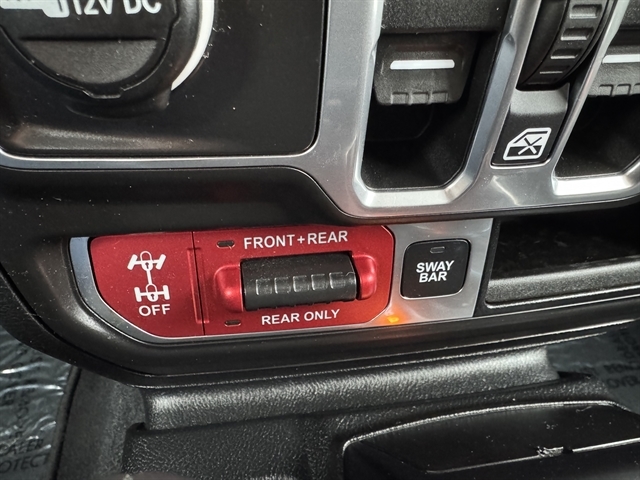 12V DC
FRONT+REAR
OFF
REAR ONLY
SWAY
BAR